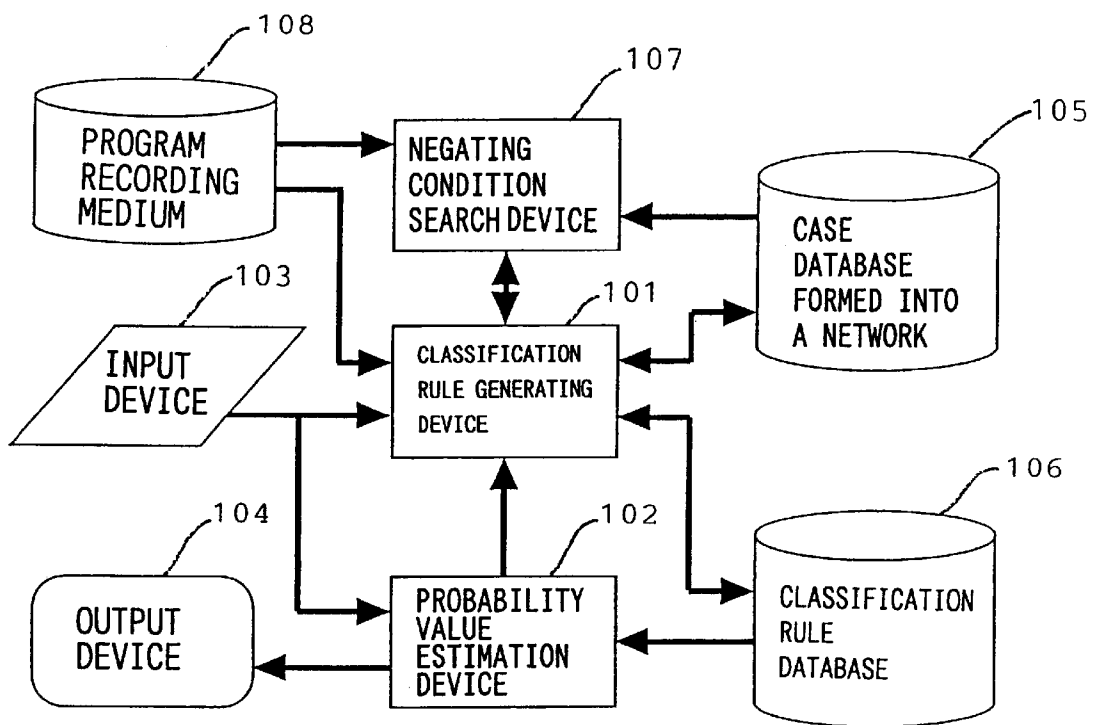 108
PROGRAM
RECORDING
MEDIUM
107
NEGATING
CONDITION
SEARCH DEVICE
105
CASE
DATABASE
FORMED INTO
A NETWORK
103
INPUT
DEVICE
101
CLASSIFICATION
RULE GENERATING
DEVICE
104
OUTPUT
DEVICE
102
PROBABILITY
VALUE
ESTIMATION
DEVICE
106
CLASSIFICATION
RULE
DATABASE